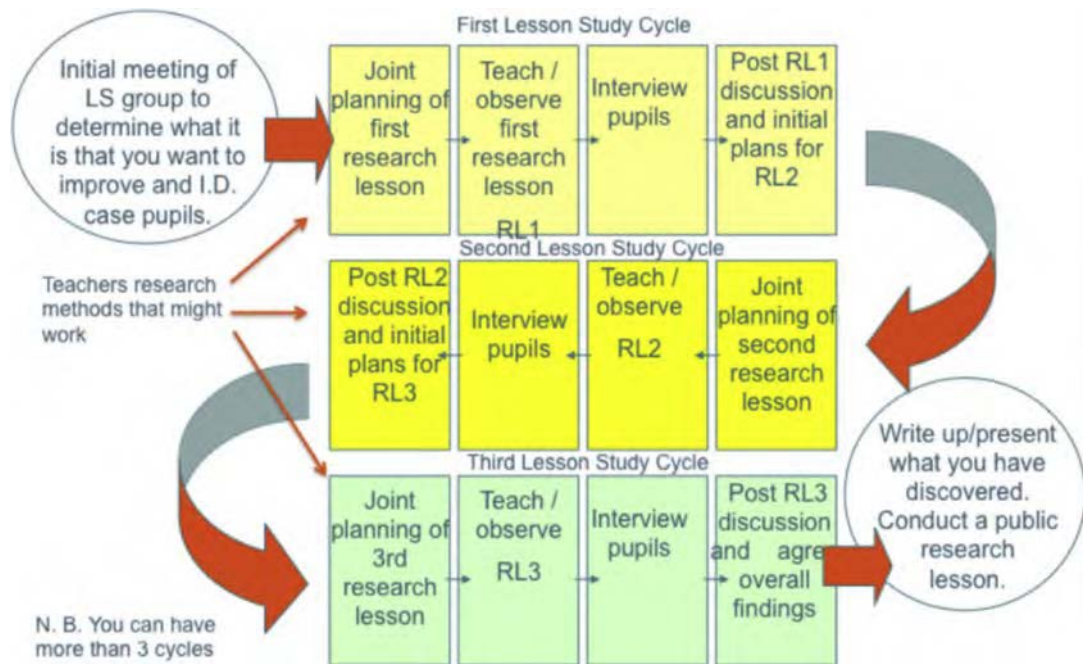 First Lesson Study Cycle
Initial meeting of
LS group to
determine what it
is that you want to
improve and I.D.
case pupils.
Joint
planning of
first
research
lesson
Teach /
observe
first
research
lesson
RL1
Interview
pupils
Post RL1
discussion
and initial
plans for
RL2
Second Lesson Study Cycle
Teachers research
methods that might
work
Post RL2
discussion
and initial
plans for
RL3
Interview
pupils
Teach /
observe
RL2
Joint
planning of
second
research
lesson
Third Lesson Study Cycle
Joint
planning of
3rd
research
lesson
Teach /
observe
RL3
Interview
pupils
Post RL3
discussion
and agre
overall
findings
Write up/present
what you have
discovered.
Conduct a public
research
lesson.
N. B. You can have
more than 3 cycles